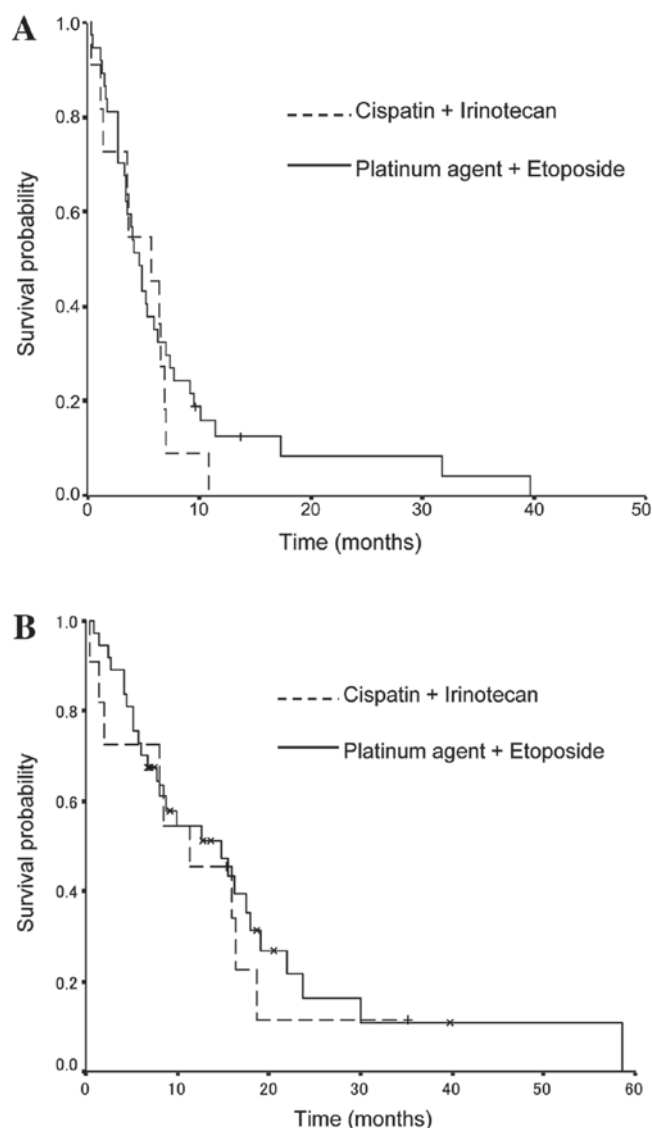 A
1.0
0.8
0.6
0.4
0.2
0.0
Survival probability
Cispatin + Irinotecan
Platinum agent + Etoposide
0 10 20 30 40 50
Time (months)
B
1.0
0.8
0.6
0.4
0.2
0.0
Survival probability
Cispatin + Irinotecan
Platinum agent + Etoposide
0 10 20 30 40 50 60
Time (months)